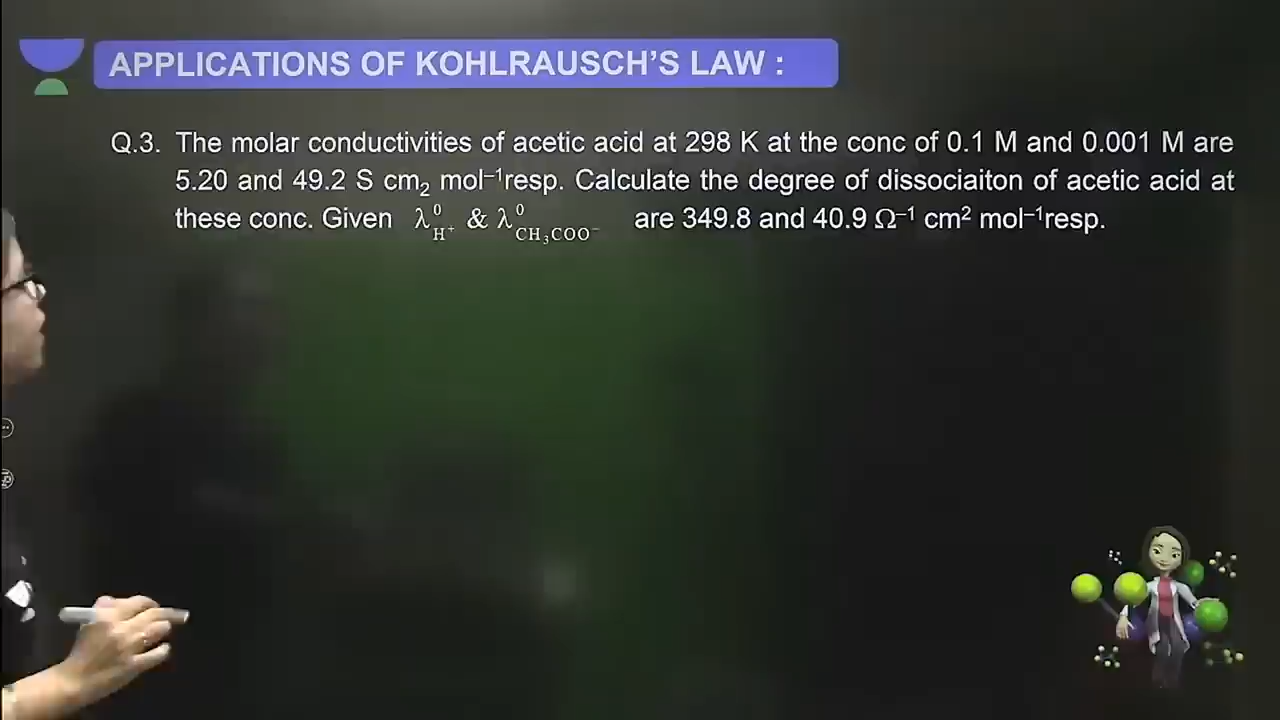 APPLICATIONS OF KOHLRAUSCH'S LAW :
Q.3. The molar conductivities of acetic acid at 298 K at the conc of 0.1 M and 0.001 M are
5.20 and 49.2 S cm₂ mol⁻¹resp. Calculate the degree of dissociaiton of acetic acid at
these conc. Given λ⁰H⁺ & λ⁰CH₃COO⁻ are 349.8 and 40.9 Ω⁻¹ cm² mol⁻¹resp.